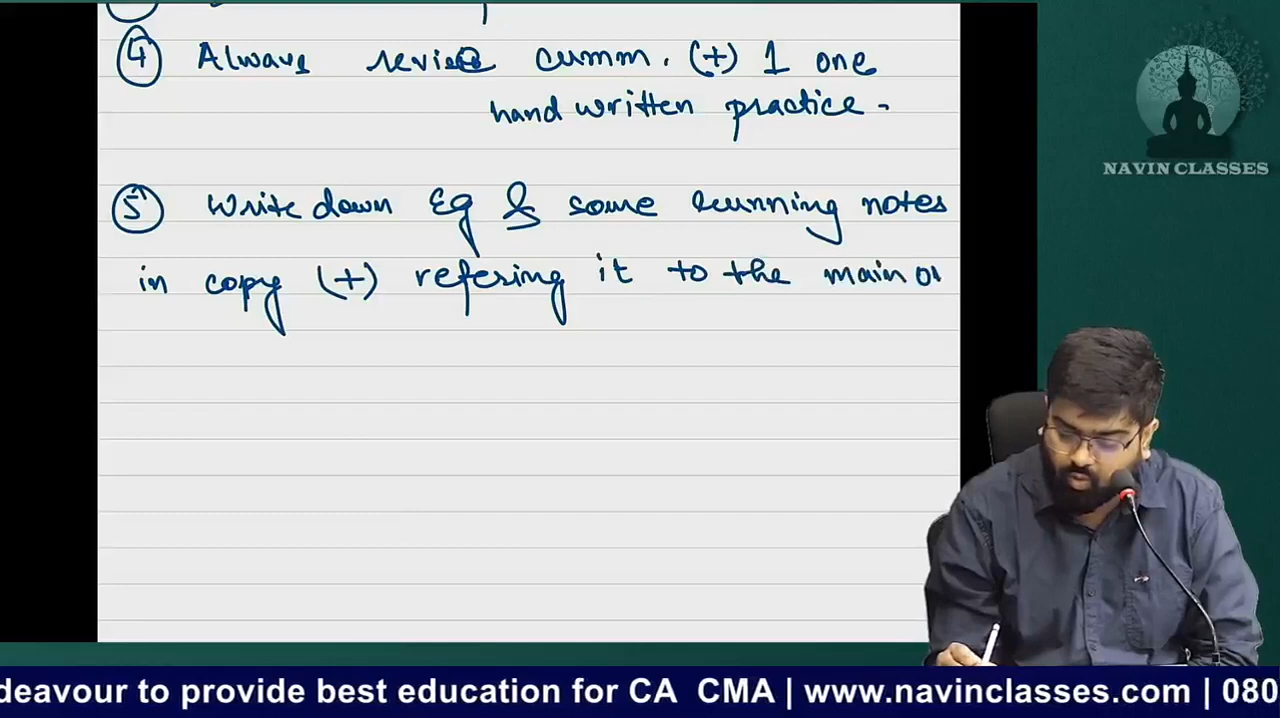 ④ Always revise cumm. (+) 1 one
hand written practice -
⑤ Write down Eg & some running notes
in copy (+) refering it to the main
NAVIN CLASSES
deavour to provide best education for CA CMA | www.navinclasses.com | 080